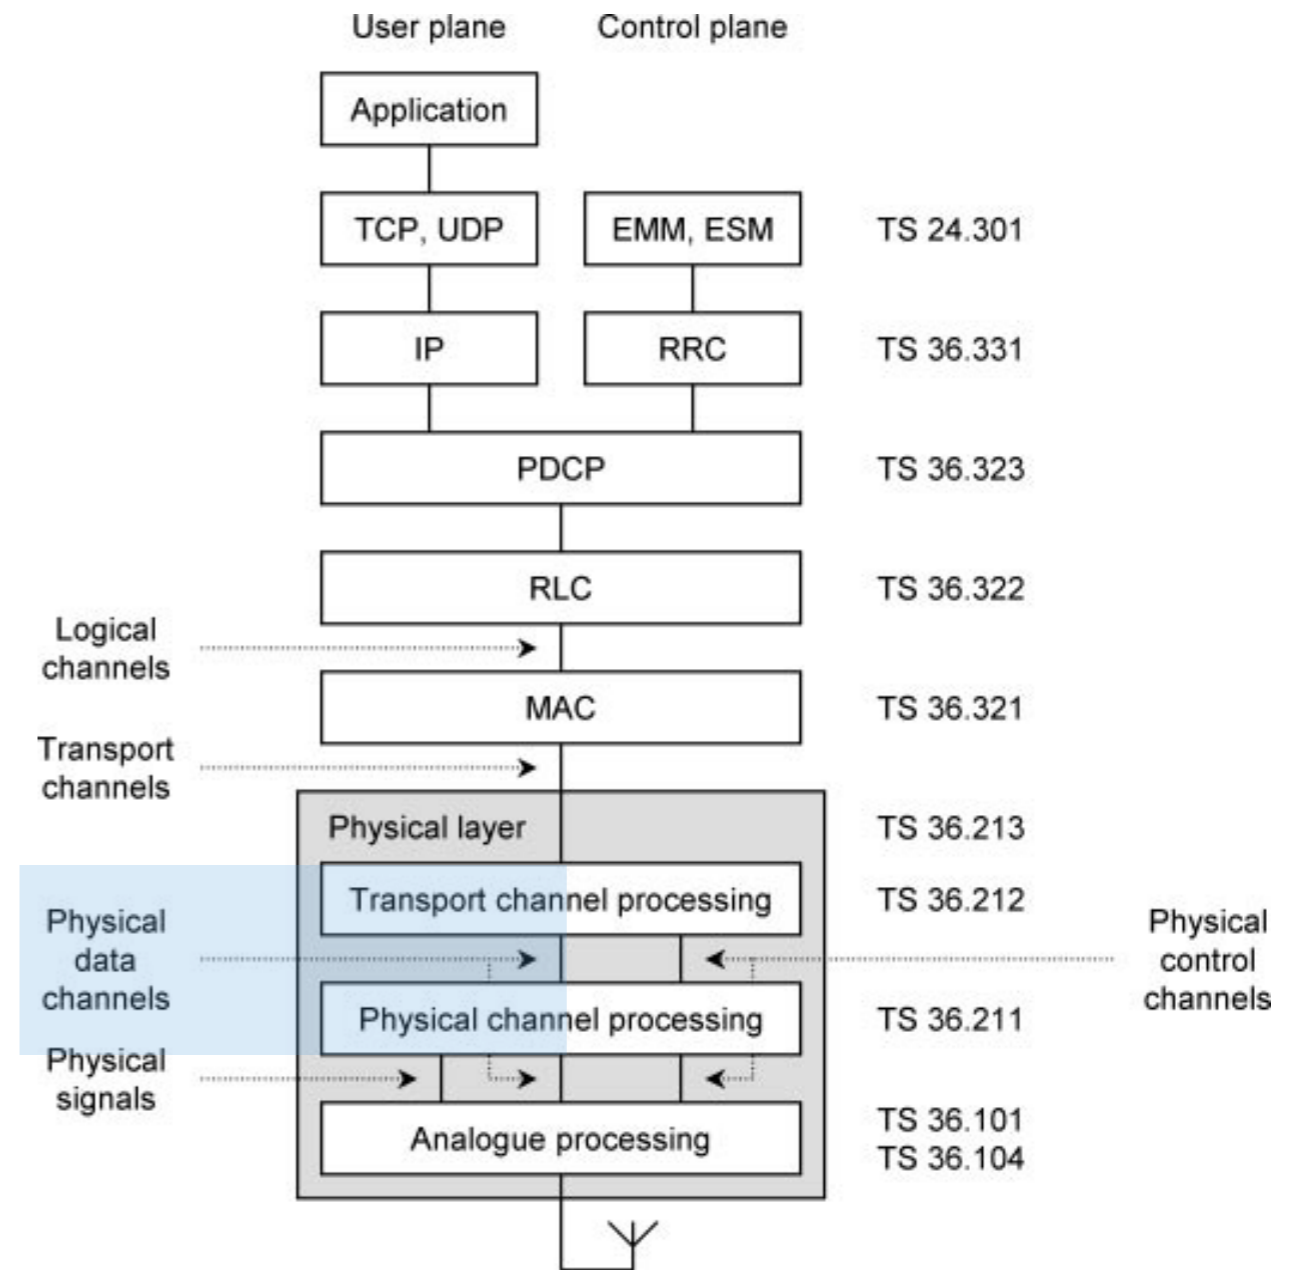 User plane
Control plane
Application
TCP, UDP
EMM, ESM
TS 24.301
IP
RRC
TS 36.331
PDCP
TS 36.323
RLC
TS 36.322
Logical
channels
MAC
TS 36.321
Transport
channels
Physical layer
TS 36.213
Transport channel processing
TS 36.212
Physical
data
channels
Physical
control
channels
Physical channel processing
TS 36.211
Physical
signals
Analogue processing
TS 36.101
TS 36.104